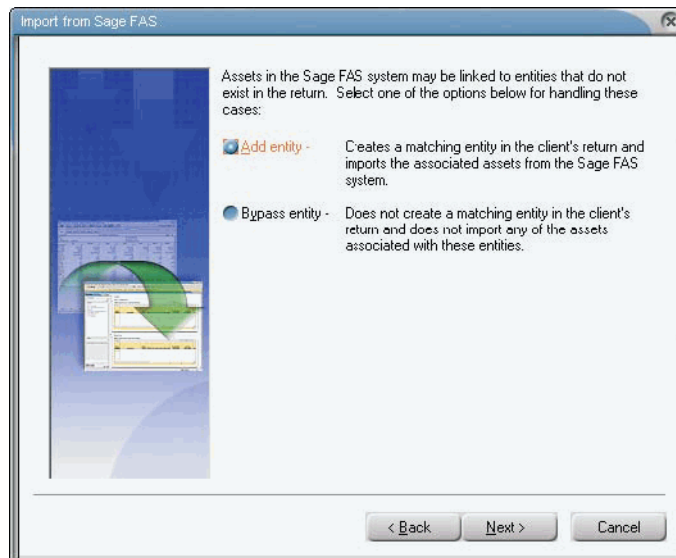 Import from Sage FAS
Assets in the Sage FAS system may be linked to entities that do not
exist in the return. Select one of the options below for handling these
cases:
Add entity - Creates a matching entity in the client's return and
imports the associated assets from the Sage FAS
system.
Bypass entity - Does not create a matching entity in the client's
return and does not import any of the assets
associated with these entities.
< Back Next > Cancel